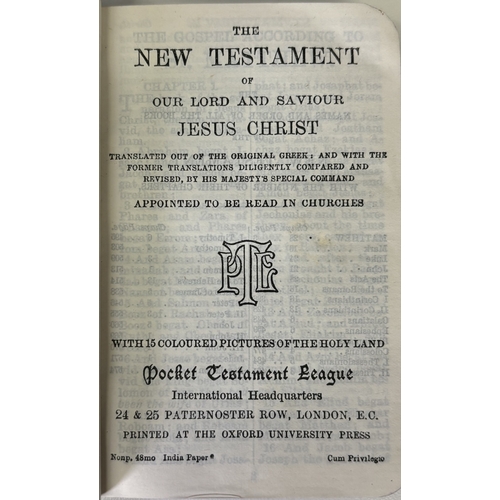 THE
NEW TESTAMENT
OF
OUR LORD AND SAVIOUR
JESUS CHRIST
TRANSLATED OUT OF THE ORIGINAL GREEK: AND WITH THE
FORMER TRANSLATIONS DILIGENTLY COMPARED AND
REVISED, BY HIS MAJESTY'S SPECIAL COMMAND
APPOINTED TO BE READ IN CHURCHES
PTL
WITH 15 COLOURED PICTURES OF THE HOLY LAND
Pocket Testament League
International Headquarters
24 & 25 PATERNOSTER ROW, LONDON, E.C.
PRINTED AT THE OXFORD UNIVERSITY PRESS
Nonp. 48mo India Paper* Cum Privilegio